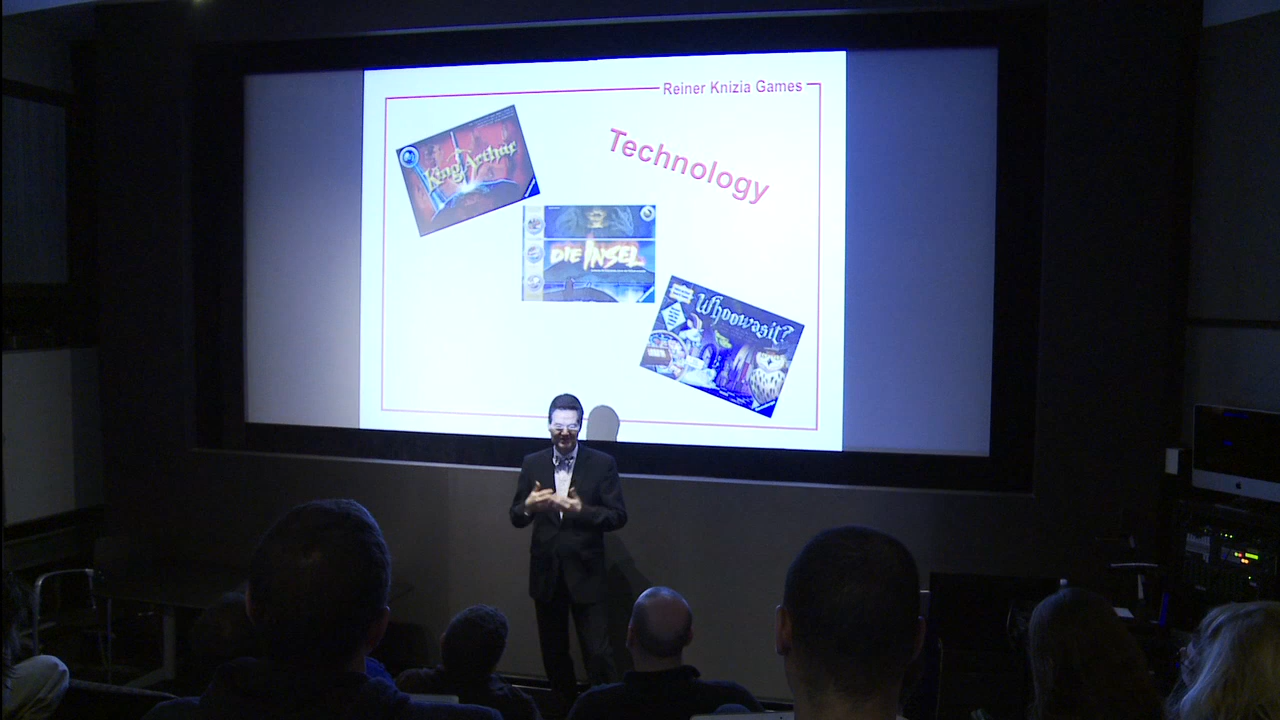 Reiner Knizia Games
Technology
King Arthur
DIE INSEL
Whoowasit?